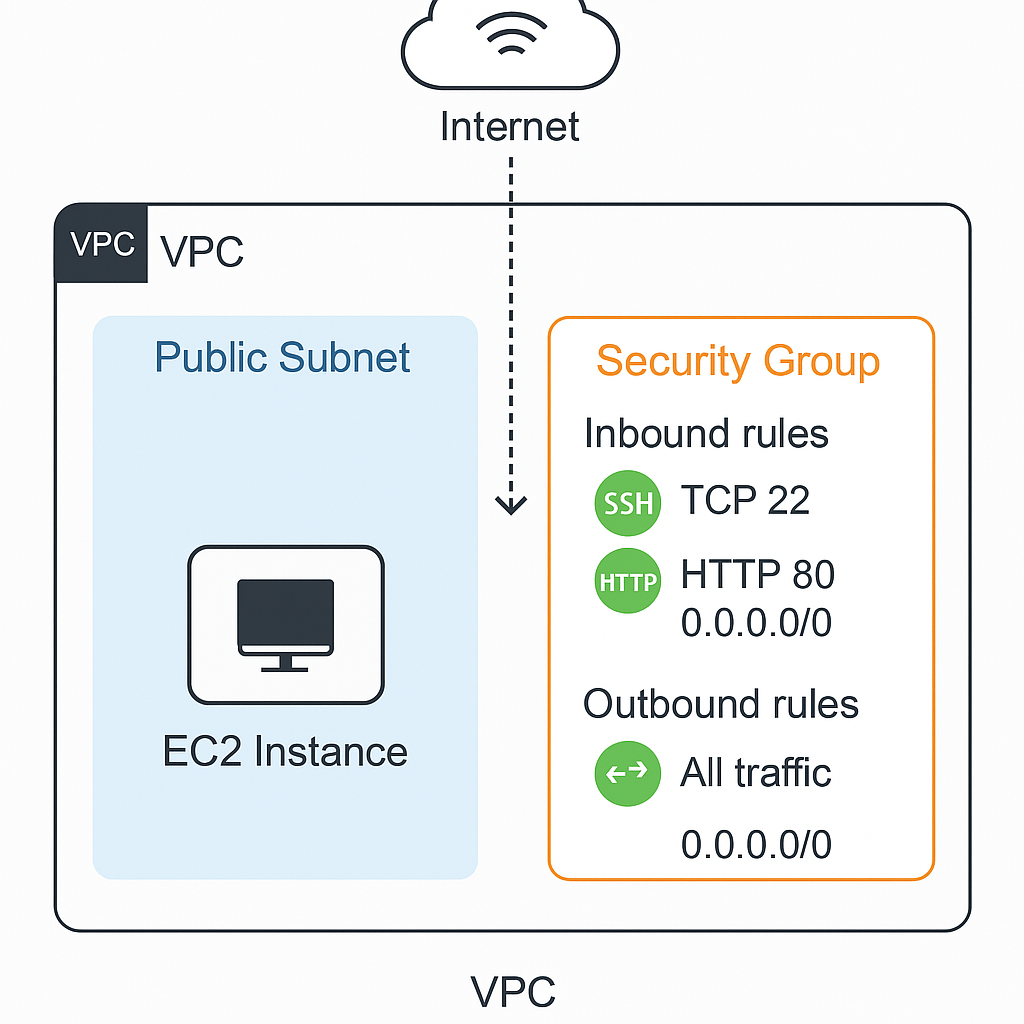 Internet
VPC VPC
Public Subnet
EC2 Instance
Security Group
Inbound rules
SSH TCP 22
HTTP HTTP 80
0.0.0.0/0
Outbound rules
All traffic
0.0.0.0/0
VPC